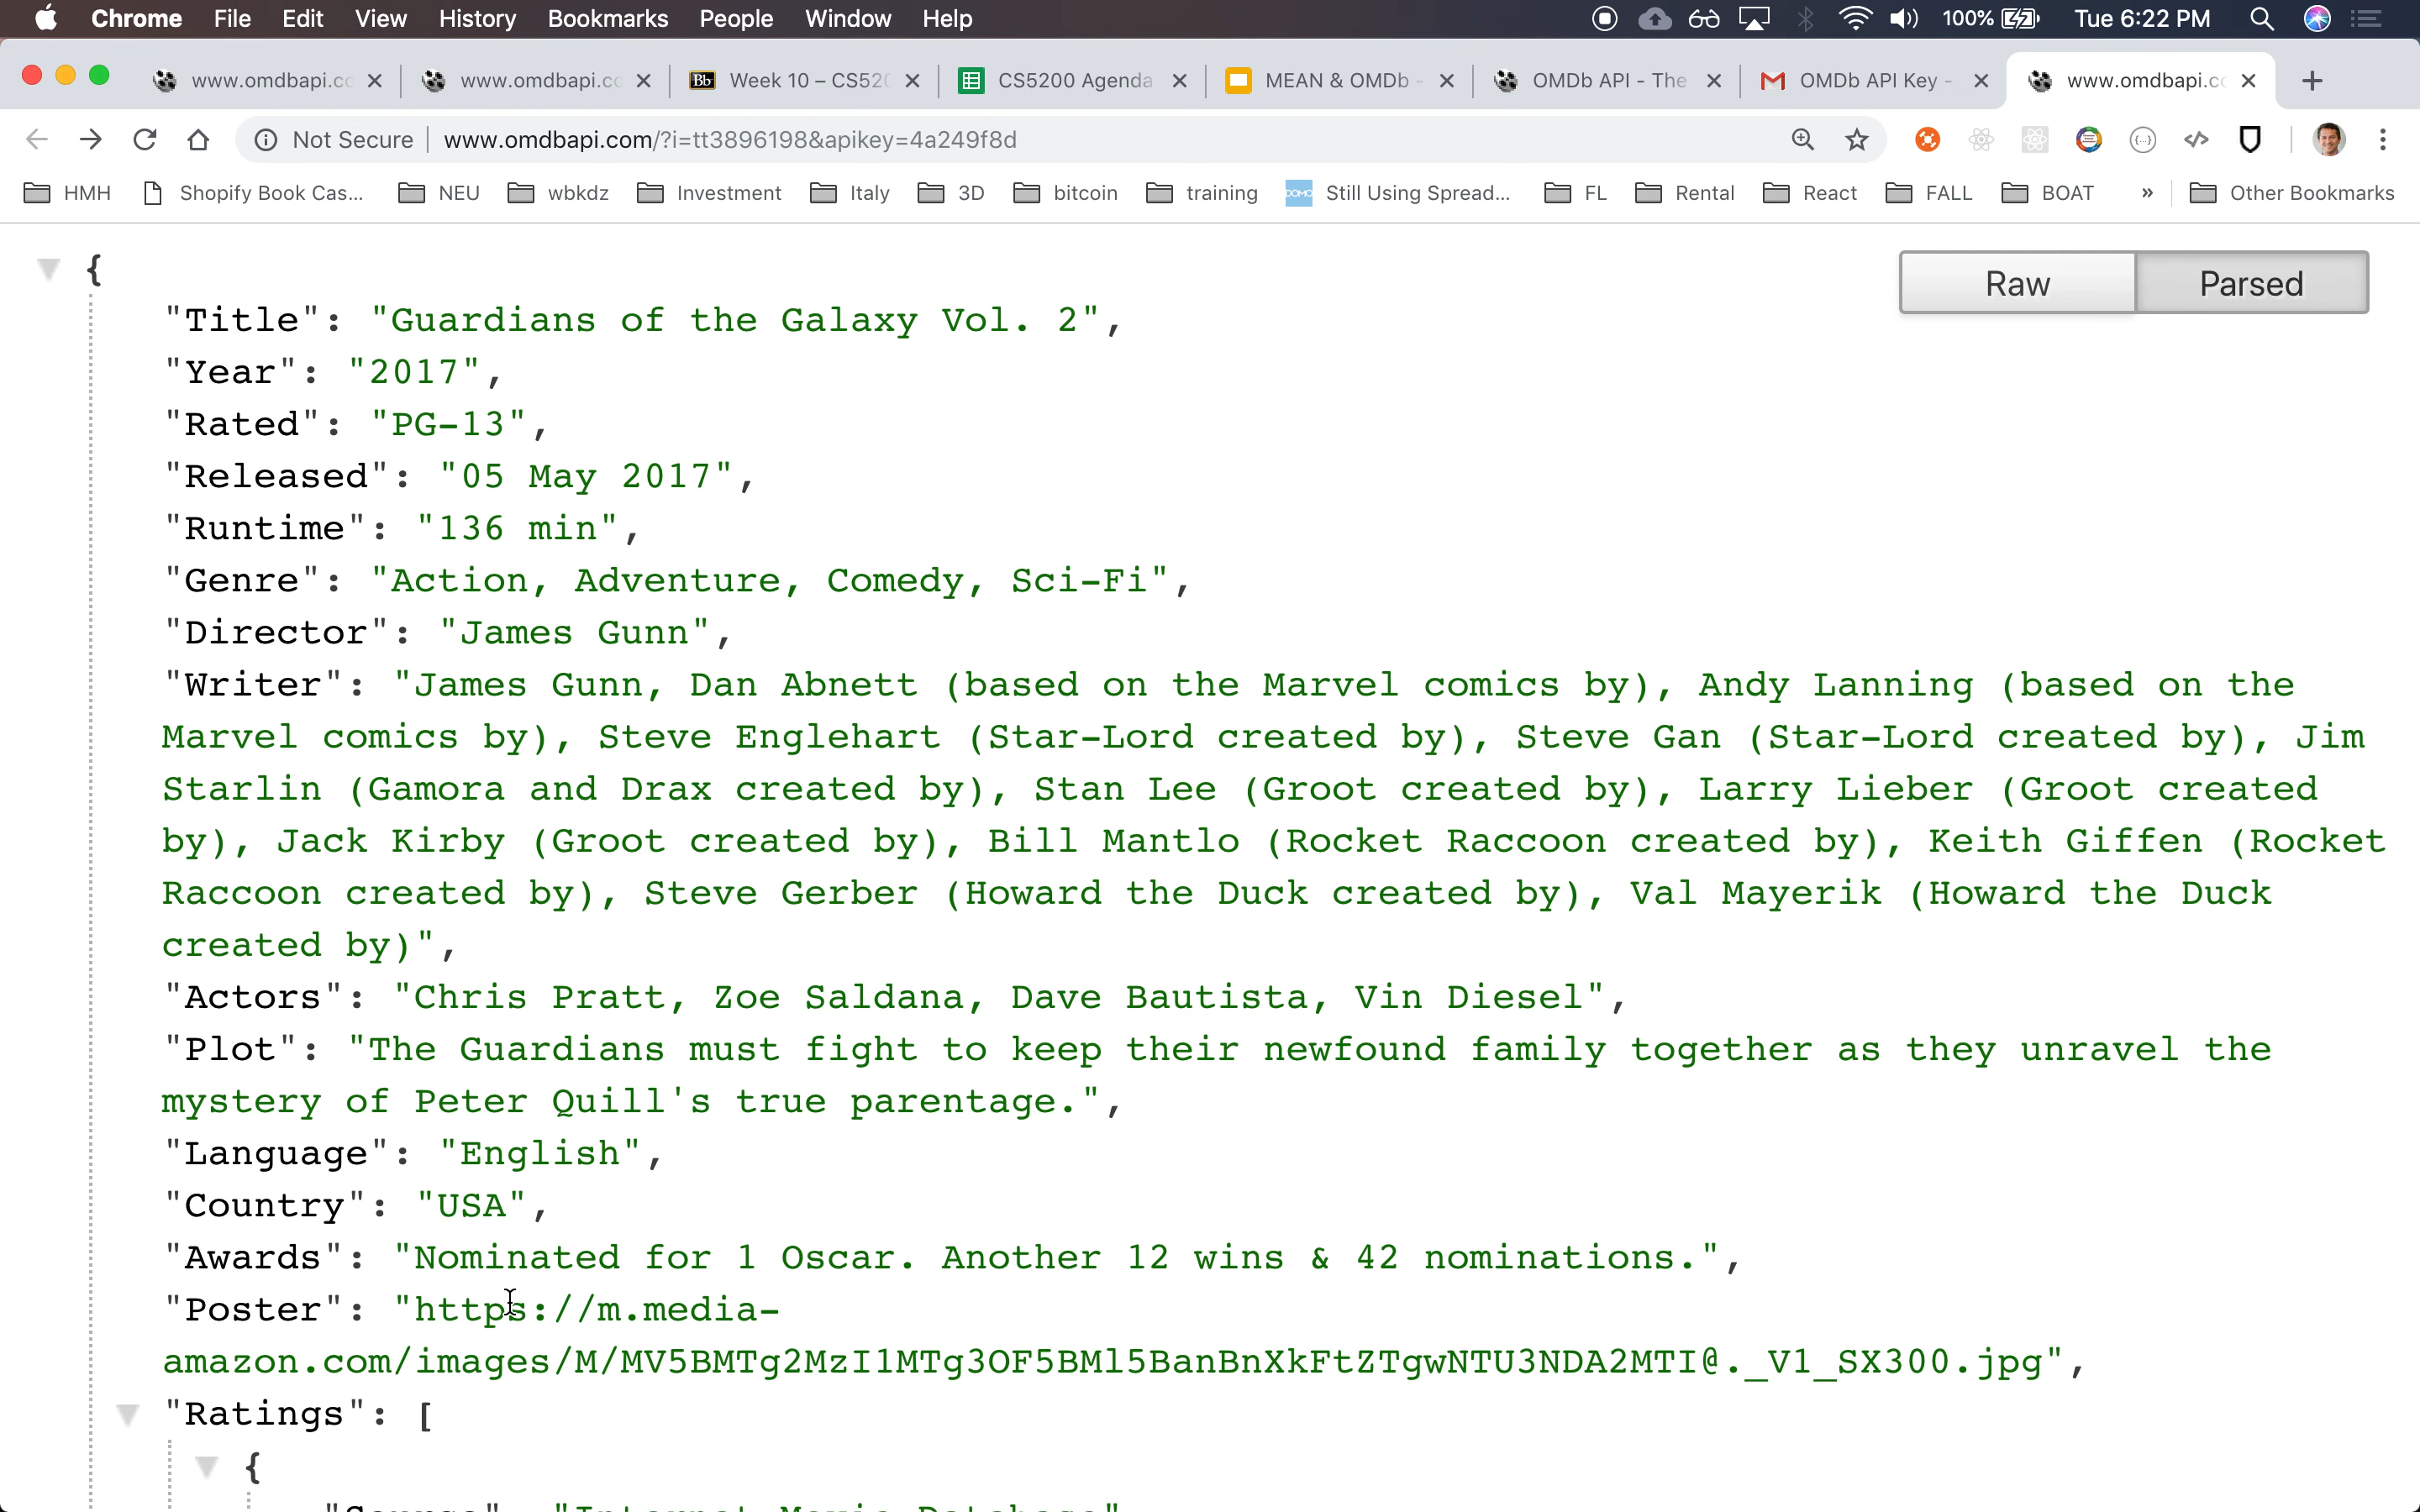 Chrome File Edit View History Bookmarks People Window Help 100% Tue 6:22 PM
www.omdbapi.co www.omdbapi.co Bb Week 10 – CS520 CS5200 Agenda MEAN & OMDb - OMDb API - The OMDb API Key - www.omdbapi.co
Not Secure www.omdbapi.com/?i=tt3896198&apikey=4a249f8d
HMH Shopify Book Cas... NEU wbkdz Investment Italy 3D bitcoin training DOMO Still Using Spread... FL Rental React FALL BOAT » Other Bookmarks
Raw Parsed
{
"Title": "Guardians of the Galaxy Vol. 2",
"Year": "2017",
"Rated": "PG-13",
"Released": "05 May 2017",
"Runtime": "136 min",
"Genre": "Action, Adventure, Comedy, Sci-Fi",
"Director": "James Gunn",
"Writer": "James Gunn, Dan Abnett (based on the Marvel comics by), Andy Lanning (based on the
Marvel comics by), Steve Englehart (Star-Lord created by), Steve Gan (Star-Lord created by), Jim
Starlin (Gamora and Drax created by), Stan Lee (Groot created by), Larry Lieber (Groot created
by), Jack Kirby (Groot created by), Bill Mantlo (Rocket Raccoon created by), Keith Giffen (Rocket
Raccoon created by), Steve Gerber (Howard the Duck created by), Val Mayerik (Howard the Duck
created by)",
"Actors": "Chris Pratt, Zoe Saldana, Dave Bautista, Vin Diesel",
"Plot": "The Guardians must fight to keep their newfound family together as they unravel the
mystery of Peter Quill's true parentage.",
"Language": "English",
"Country": "USA",
"Awards": "Nominated for 1 Oscar. Another 12 wins & 42 nominations.",
"Poster": "https://m.media-
amazon.com/images/M/MV5BMTg2MzI1MTg3OF5BMl5BanBnXkFtZTgwNTU3NDA2MTI@._V1_SX300.jpg",
"Ratings": [
{
"Source": "Internet Movie Database"